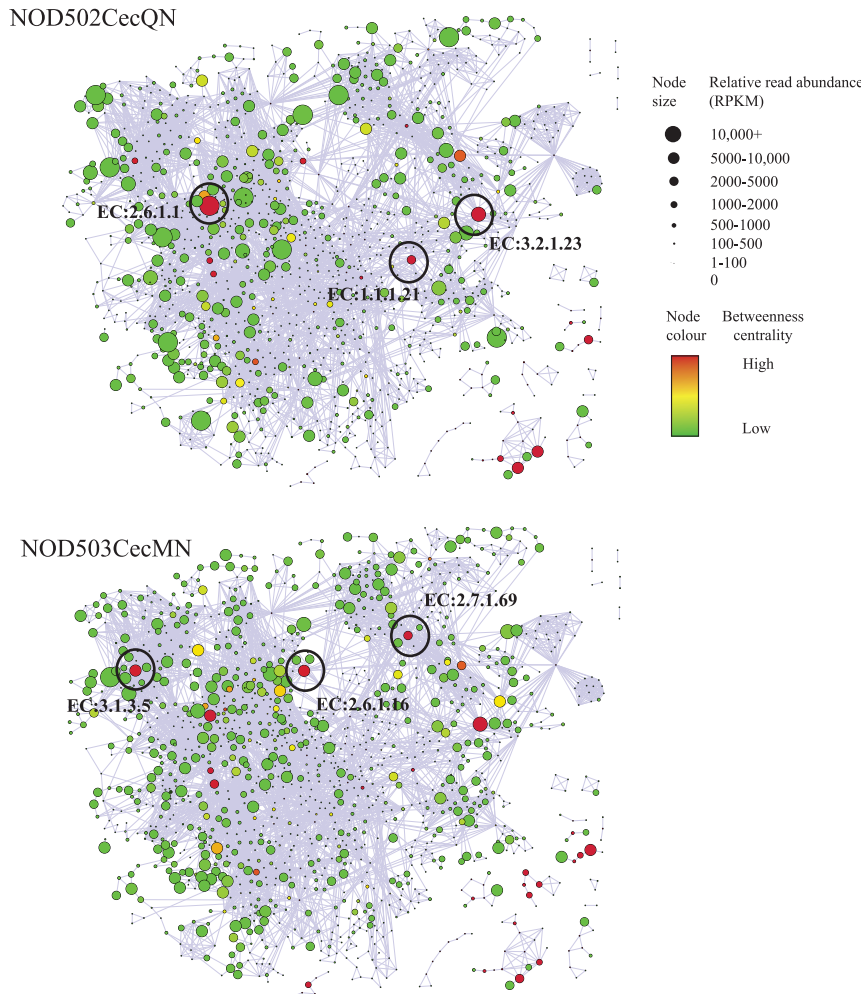 NOD502CecQN
Node size
Relative read abundance (RPKM)
10,000+
5000-10,000
2000-5000
1000-2000
500-1000
100-500
1-100
0
EC:2.6.1.1
EC:3.2.1.23
EC:1.1.1.21
Node colour
Betweenness centrality
High
Low
NOD503CecMN
EC:2.7.1.69
EC:3.1.3.5
EC:2.6.1.16